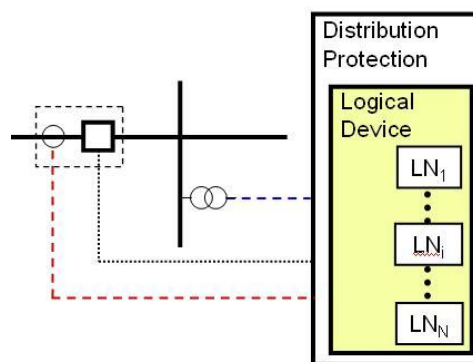 Distribution
Protection
Logical
Device
LN1
LNi
LNN